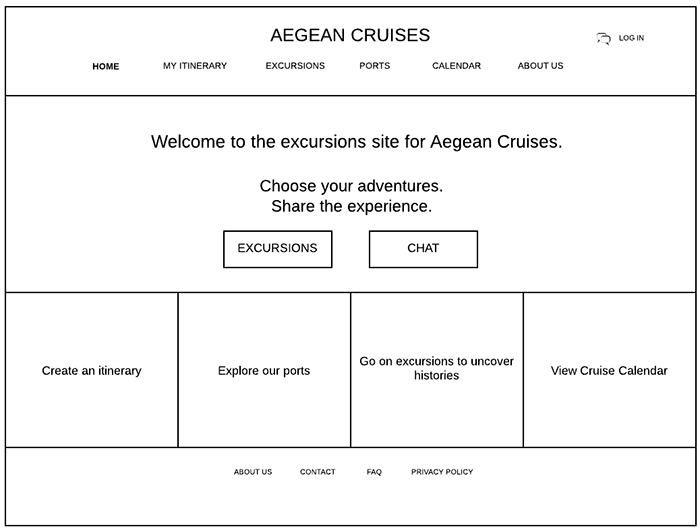 AEGEAN CRUISES
LOG IN
HOME MY ITINERARY EXCURSIONS PORTS CALENDAR ABOUT US
Welcome to the excursions site for Aegean Cruises.
Choose your adventures.
Share the experience.
EXCURSIONS CHAT
Create an itinerary
Explore our ports
Go on excursions to uncover
histories
View Cruise Calendar
ABOUT US CONTACT FAQ PRIVACY POLICY